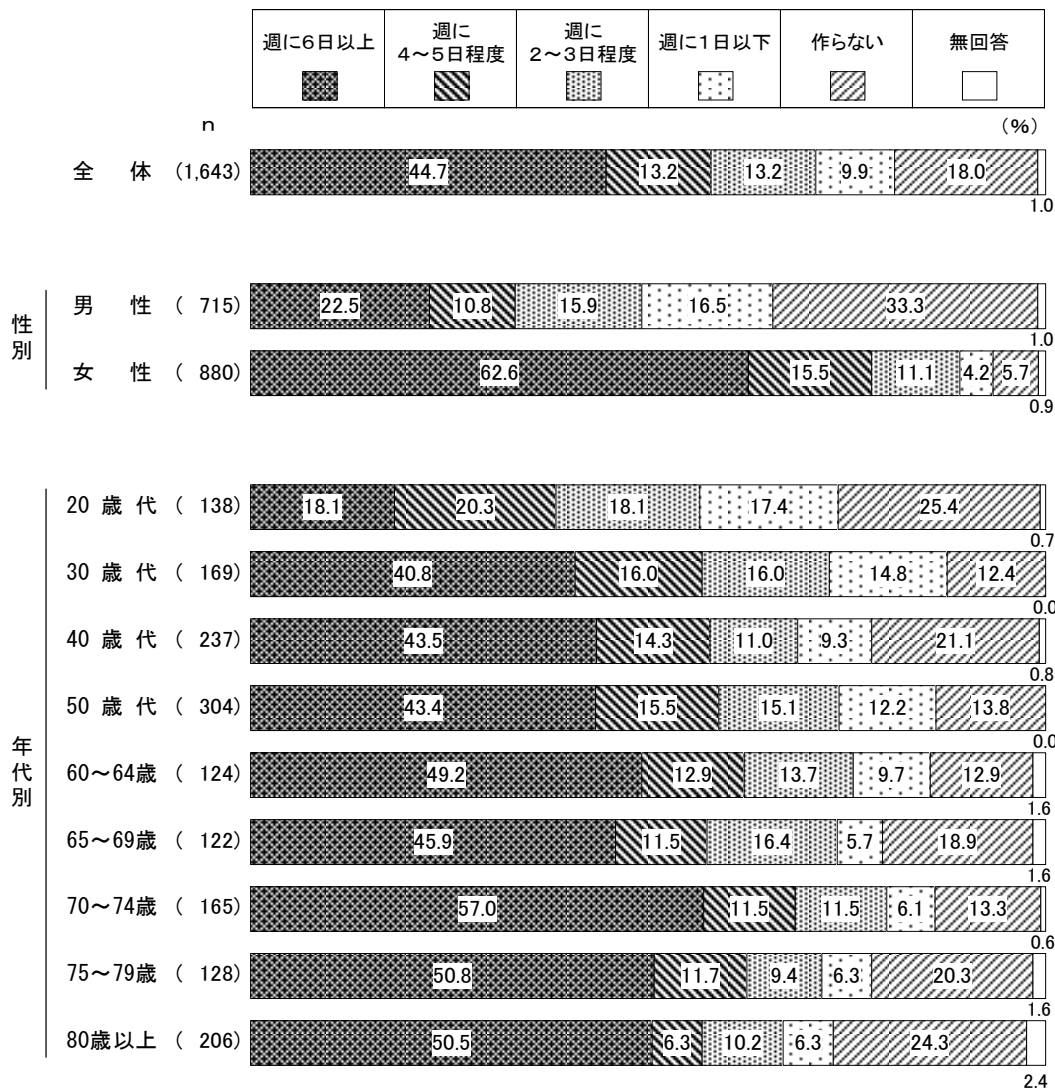 週に6日以上 週に4～5日程度 週に2～3日程度 週に1日以下 作らない 無回答
n (%)
全体 (1,643) 44.7 13.2 13.2 9.9 18.0 1.0
性別
男性 ( 715) 22.5 10.8 15.9 16.5 33.3 1.0
女性 ( 880) 62.6 15.5 11.1 4.2 5.7 0.9
年代別
20歳代 ( 138) 18.1 20.3 18.1 17.4 25.4 0.7
30歳代 ( 169) 40.8 16.0 16.0 14.8 12.4 0.0
40歳代 ( 237) 43.5 14.3 11.0 9.3 21.1 0.8
50歳代 ( 304) 43.4 15.5 15.1 12.2 13.8 0.0
60～64歳 ( 124) 49.2 12.9 13.7 9.7 12.9 1.6
65～69歳 ( 122) 45.9 11.5 16.4 5.7 18.9 1.6
70～74歳 ( 165) 57.0 11.5 11.5 6.1 13.3 0.6
75～79歳 ( 128) 50.8 11.7 9.4 6.3 20.3 1.6
80歳以上 ( 206) 50.5 6.3 10.2 6.3 24.3 2.4